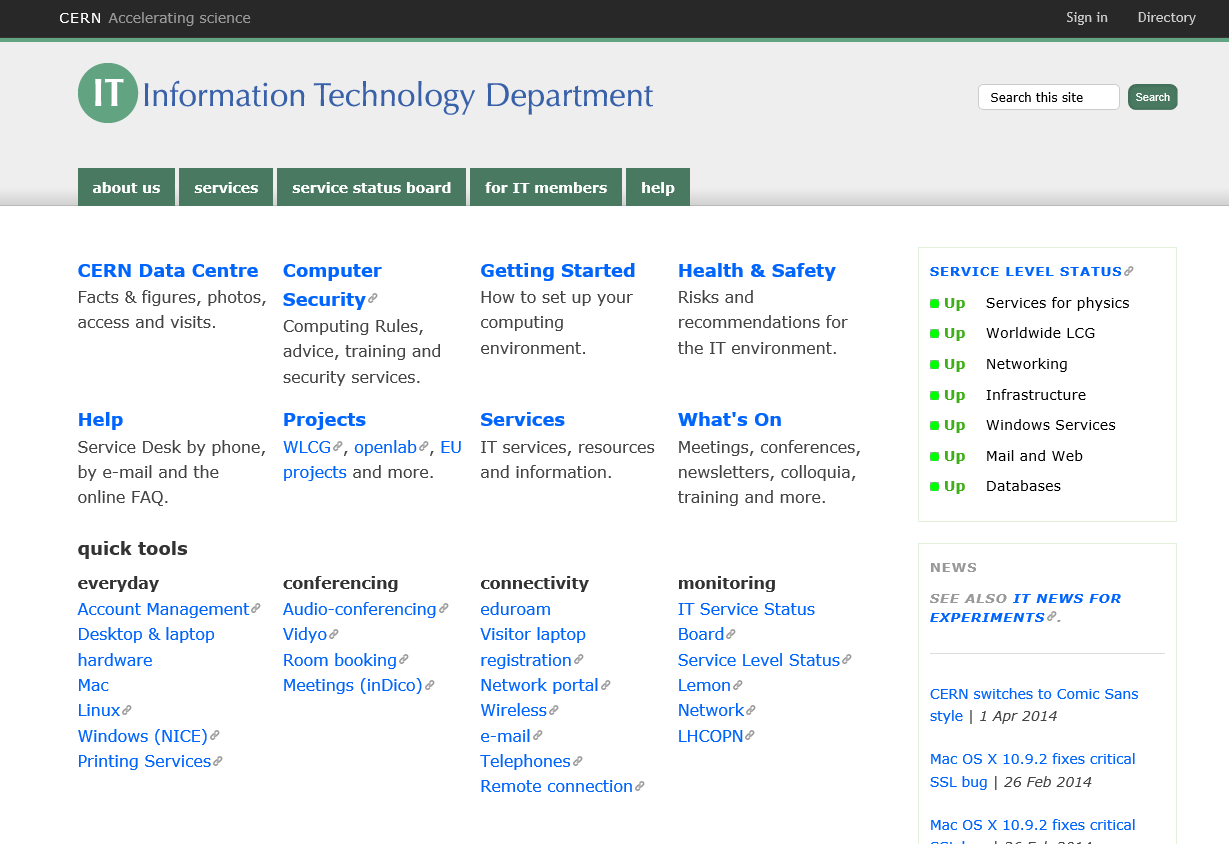 CERN Accelerating science
Sign in
Directory
IT Information Technology Department
Search this site
Search
about us
services
service status board
for IT members
help
CERN Data Centre
Facts & figures, photos,
access and visits.
Computer
Security
Computing Rules,
advice, training and
security services.
Getting Started
How to set up your
computing
environment.
Health & Safety
Risks and
recommendations for
the IT environment.
Help
Service Desk by phone,
by e-mail and the
online FAQ.
Projects
WLCG, openlab, EU
projects and more.
Services
IT services, resources
and information.
What's On
Meetings, conferences,
newsletters, colloquia,
training and more.
quick tools
everyday
Account Management
Desktop & laptop
hardware
Mac
Linux
Windows (NICE)
Printing Services
conferencing
Audio-conferencing
Vidyo
Room booking
Meetings (inDico)
connectivity
eduroam
Visitor laptop
registration
Network portal
Wireless
e-mail
Telephones
Remote connection
monitoring
IT Service Status
Board
Service Level Status
Lemon
Network
LHCOPN
SERVICE LEVEL STATUS
Up Services for physics
Up Worldwide LCG
Up Networking
Up Infrastructure
Up Windows Services
Up Mail and Web
Up Databases
NEWS
SEE ALSO IT NEWS FOR
EXPERIMENTS.
CERN switches to Comic Sans
style | 1 Apr 2014
Mac OS X 10.9.2 fixes critical
SSL bug | 26 Feb 2014
Mac OS X 10.9.2 fixes critical
SSL bug | 26 Feb 2014